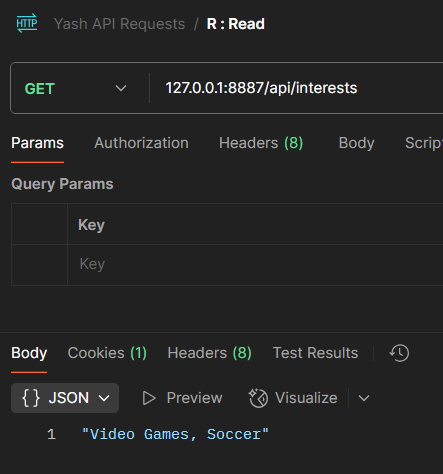 HTTP Yash API Requests / R : Read
GET 127.0.0.1:8887/api/interests
Params Authorization Headers (8) Body Script
Query Params
Key
Key
Body Cookies (1) Headers (8) Test Results
{} JSON Preview Visualize
1 "Video Games, Soccer"